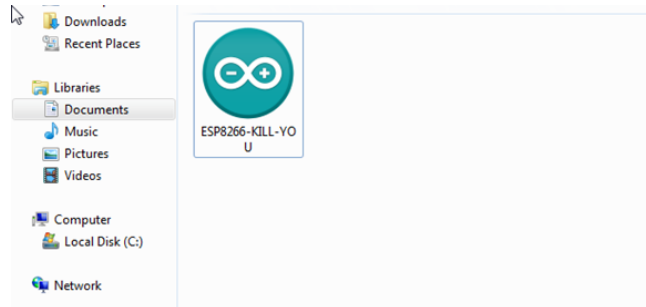 Downloads
Recent Places
Libraries
Documents
Music
Pictures
Videos
Computer
Local Disk (C:)
Network
ESP8266-KILL-YO
U